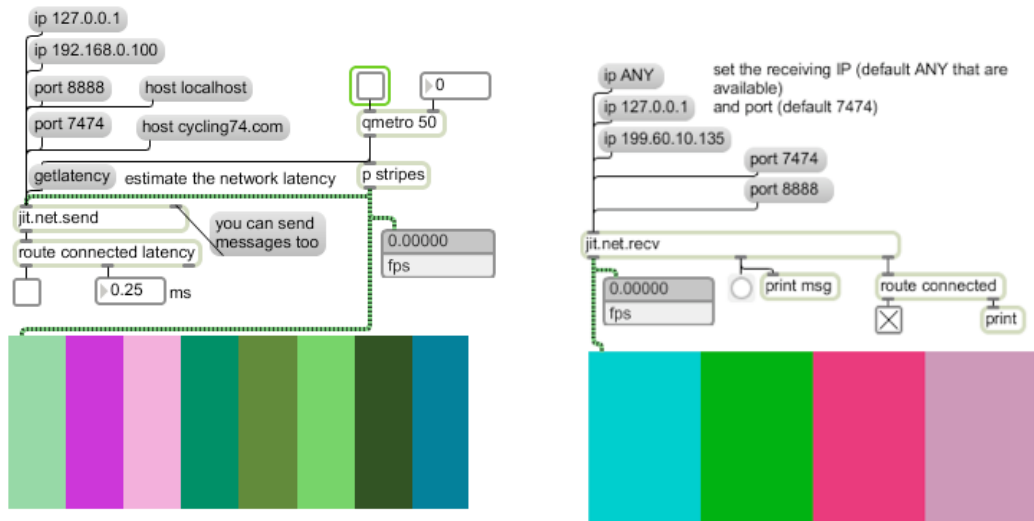 ip 127.0.0.1
ip 192.168.0.100
port 8888
host localhost
port 7474
host cycling74.com
getlatency
estimate the network latency
0
qmetro 50
p stripes
jit.net.send
you can send
messages too
route connected latency
0.25
ms
0.00000
fps
ip ANY
set the receiving IP (default ANY that are
available)
and port (default 7474)
ip 127.0.0.1
ip 199.60.10.135
port 7474
port 8888
jit.net.recv
0.00000
fps
print msg
route connected
print